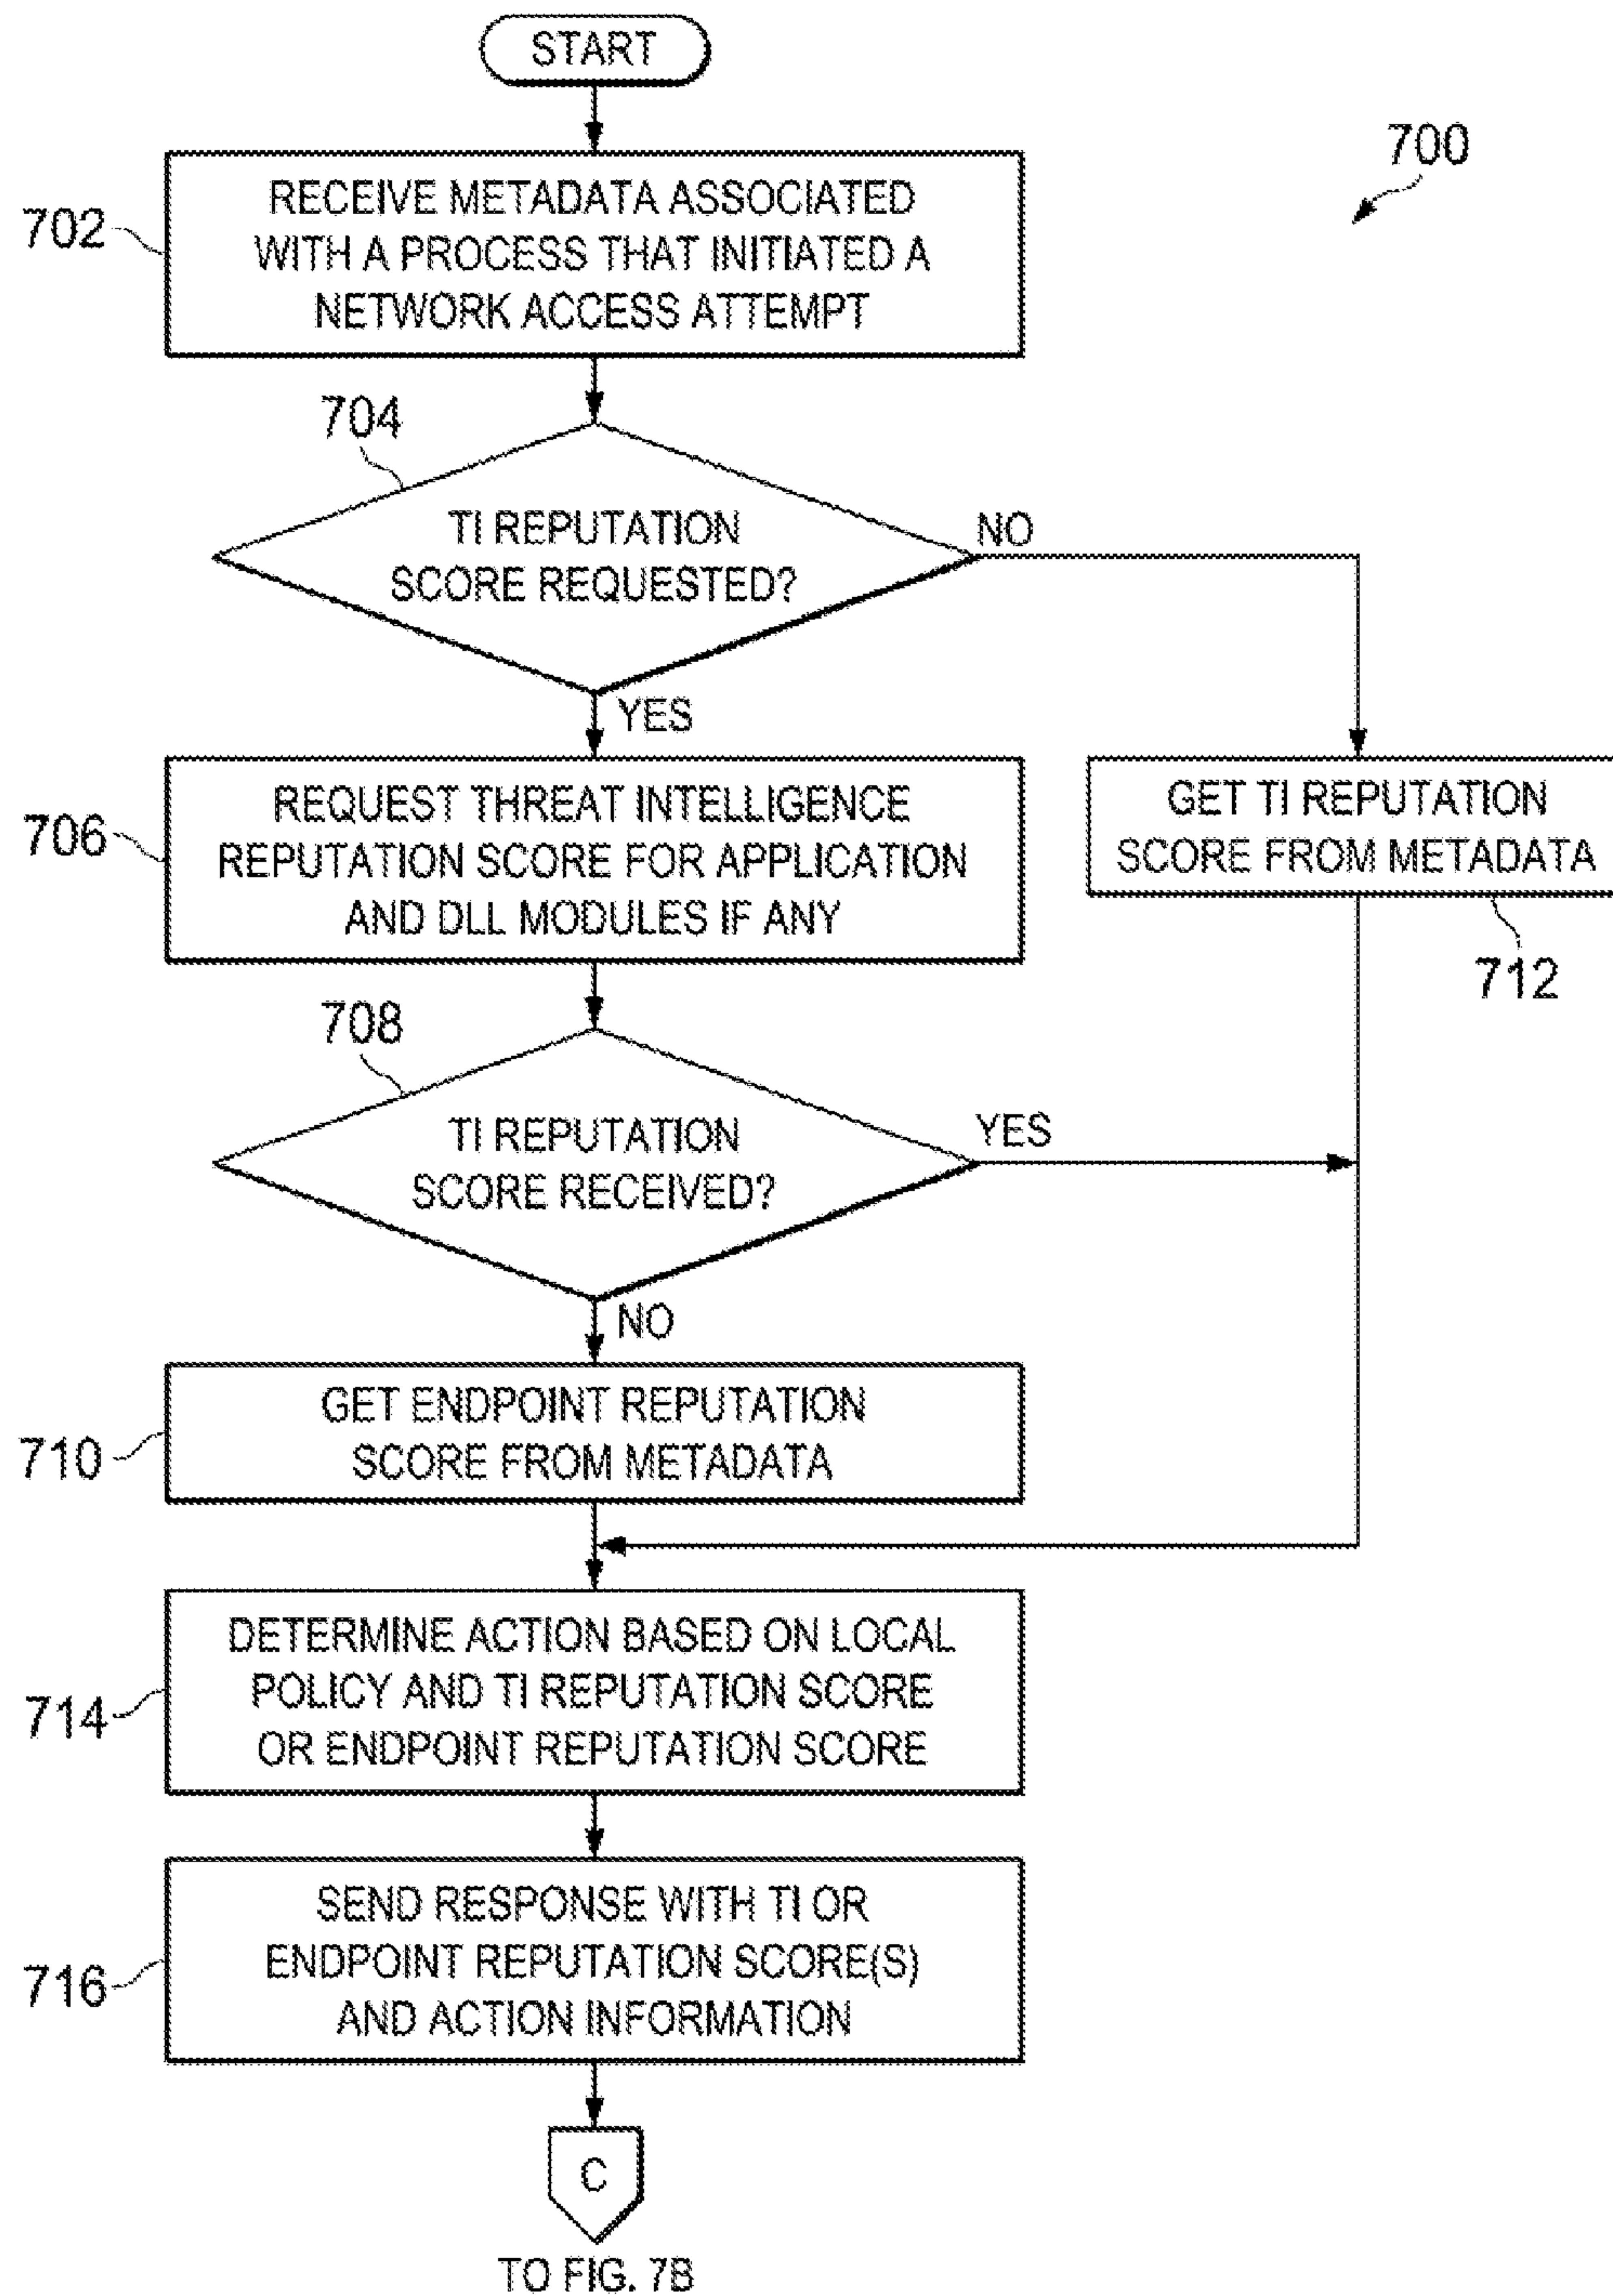 START
700
702
RECEIVE METADATA ASSOCIATED
WITH A PROCESS THAT INITIATED A
NETWORK ACCESS ATTEMPT
704
TI REPUTATION
SCORE REQUESTED?
NO
YES
706
REQUEST THREAT INTELLIGENCE
REPUTATION SCORE FOR APPLICATION
AND DLL MODULES IF ANY
GET TI REPUTATION
SCORE FROM METADATA
712
708
TI REPUTATION
SCORE RECEIVED?
YES
NO
710
GET ENDPOINT REPUTATION
SCORE FROM METADATA
714
DETERMINE ACTION BASED ON LOCAL
POLICY AND TI REPUTATION SCORE
OR ENDPOINT REPUTATION SCORE
716
SEND RESPONSE WITH TI OR
ENDPOINT REPUTATION SCORE(S)
AND ACTION INFORMATION
C
TO FIG. 7B